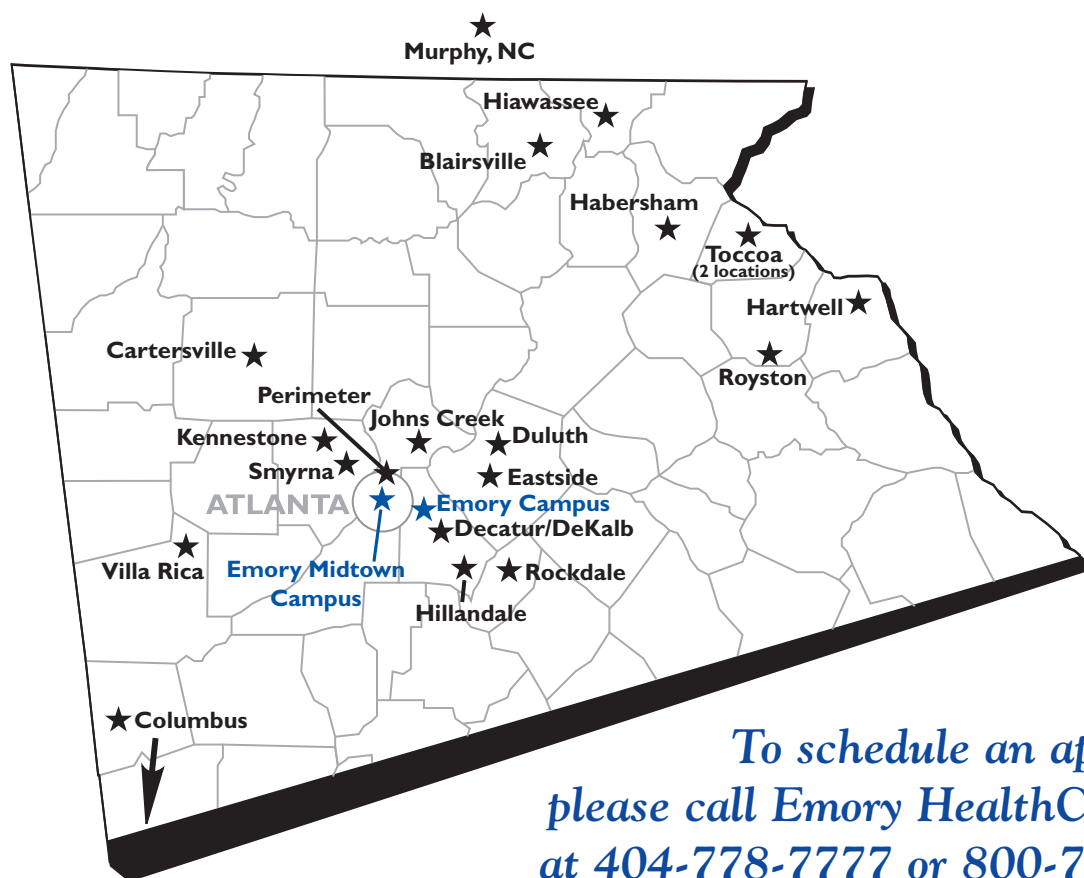 Murphy, NC
Hiawassee
Blairsville
Habersham
Toccoa
(2 locations)
Hartwell
Royston
Cartersville
Perimeter
Johns Creek
Kennestone
Duluth
Smyrna
Eastside
ATLANTA
Emory Campus
Decatur/DeKalb
Villa Rica
Emory Midtown
Campus
Rockdale
Hillandale
Columbus
To schedule an ap
please call Emory HealthC
at 404-778-7777 or 800-7